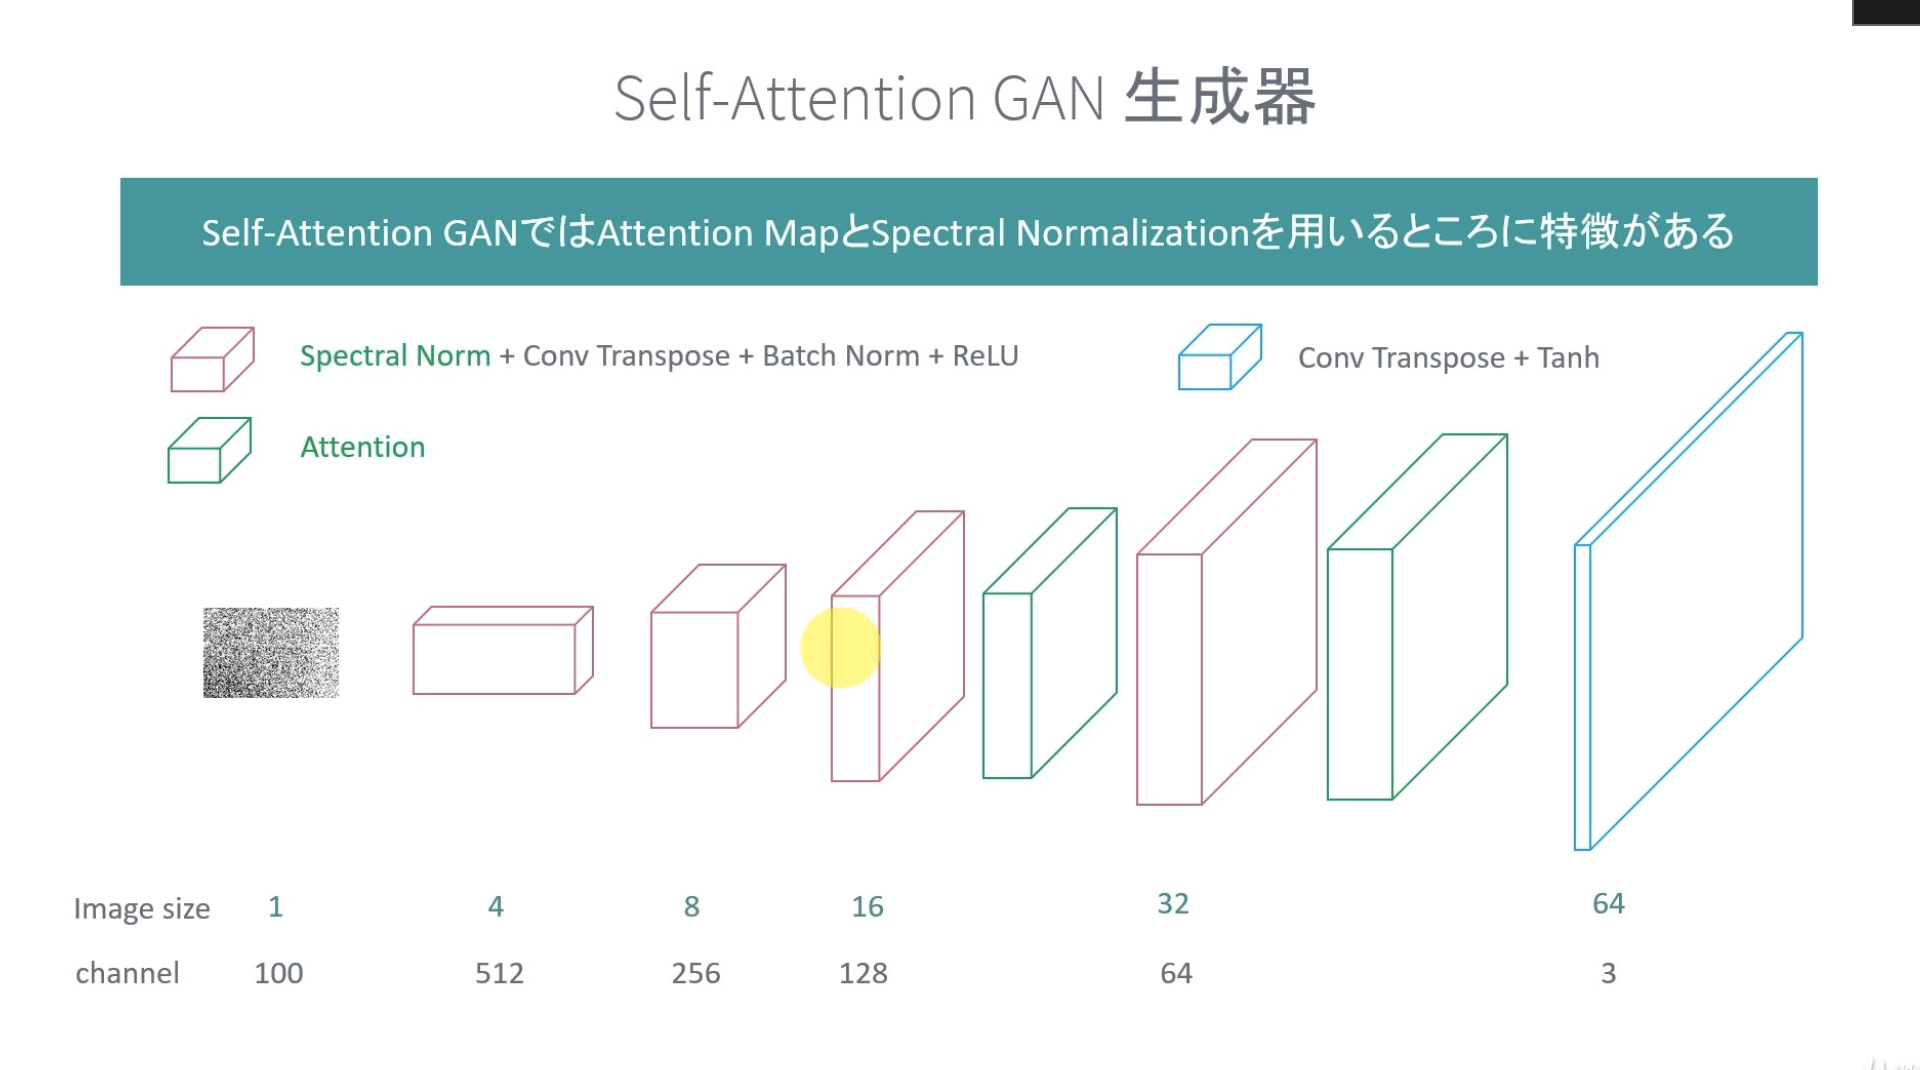 Self-Attention GAN 生成器
Self-Attention GANではAttention MapとSpectral Normalizationを用いるところに特徴がある
Spectral Norm + Conv Transpose + Batch Norm + ReLU
Conv Transpose + Tanh
Attention
Image size 1 4 8 16 32 64
channel 100 512 256 128 64 3